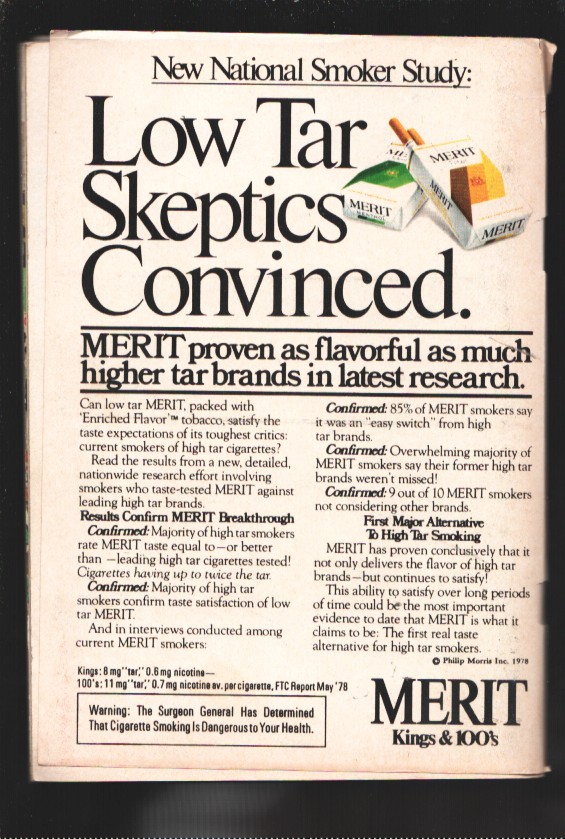 New National Smoker Study:
Low Tar
Skeptics
Convinced.
MERIT
MERIT
MENTHOL
MERIT
MERIT
MERIT
MERIT proven as flavorful as much
higher tar brands in latest research.
Can low tar MERIT, packed with
'Enriched Flavor'™ tobacco, satisfy the
taste expectations of its toughest critics:
current smokers of high tar cigarettes?
Read the results from a new, detailed,
nationwide research effort involving
smokers who taste-tested MERIT against
leading high tar brands.
Results Confirm MERIT Breakthrough
Confirmed: Majority of high tar smokers
rate MERIT taste equal to—or better
than—leading high tar cigarettes tested!
Cigarettes having up to twice the tar.
Confirmed: Majority of high tar
smokers confirm taste satisfaction of low
tar MERIT.
And in interviews conducted among
current MERIT smokers:
Confirmed: 85% of MERIT smokers say
it was an "easy switch" from high
tar brands.
Confirmed: Overwhelming majority of
MERIT smokers say their former high tar
brands weren't missed!
Confirmed: 9 out of 10 MERIT smokers
not considering other brands.
First Major Alternative
To High Tar Smoking
MERIT has proven conclusively that it
not only delivers the flavor of high tar
brands—but continues to satisfy!
This ability to satisfy over long periods
of time could be the most important
evidence to date that MERIT is what it
claims to be: The first real taste
alternative for high tar smokers.
© Philip Morris Inc. 1978
Kings: 8 mg "tar," 0.6 mg nicotine—
100's: 11 mg "tar," 0.7 mg nicotine av. per cigarette, FTC Report May '78
Warning: The Surgeon General Has Determined
That Cigarette Smoking Is Dangerous to Your Health.
MERIT
Kings & 100's